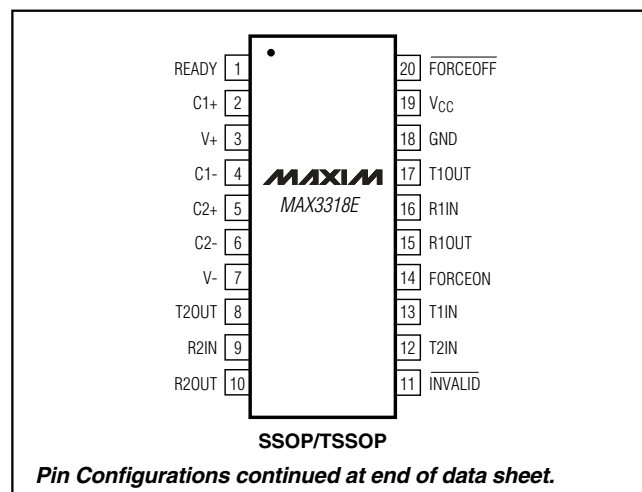 READY 1
C1+ 2
V+ 3
C1- 4
C2+ 5
C2- 6
V- 7
T2OUT 8
R2IN 9
R2OUT 10
MAXIM
MAX3318E
20 FORCEOFF
19 VCC
18 GND
17 T1OUT
16 R1IN
15 R1OUT
14 FORCEON
13 T1IN
12 T2IN
11 INVALID
SSOP/TSSOP
Pin Configurations continued at end of data sheet.